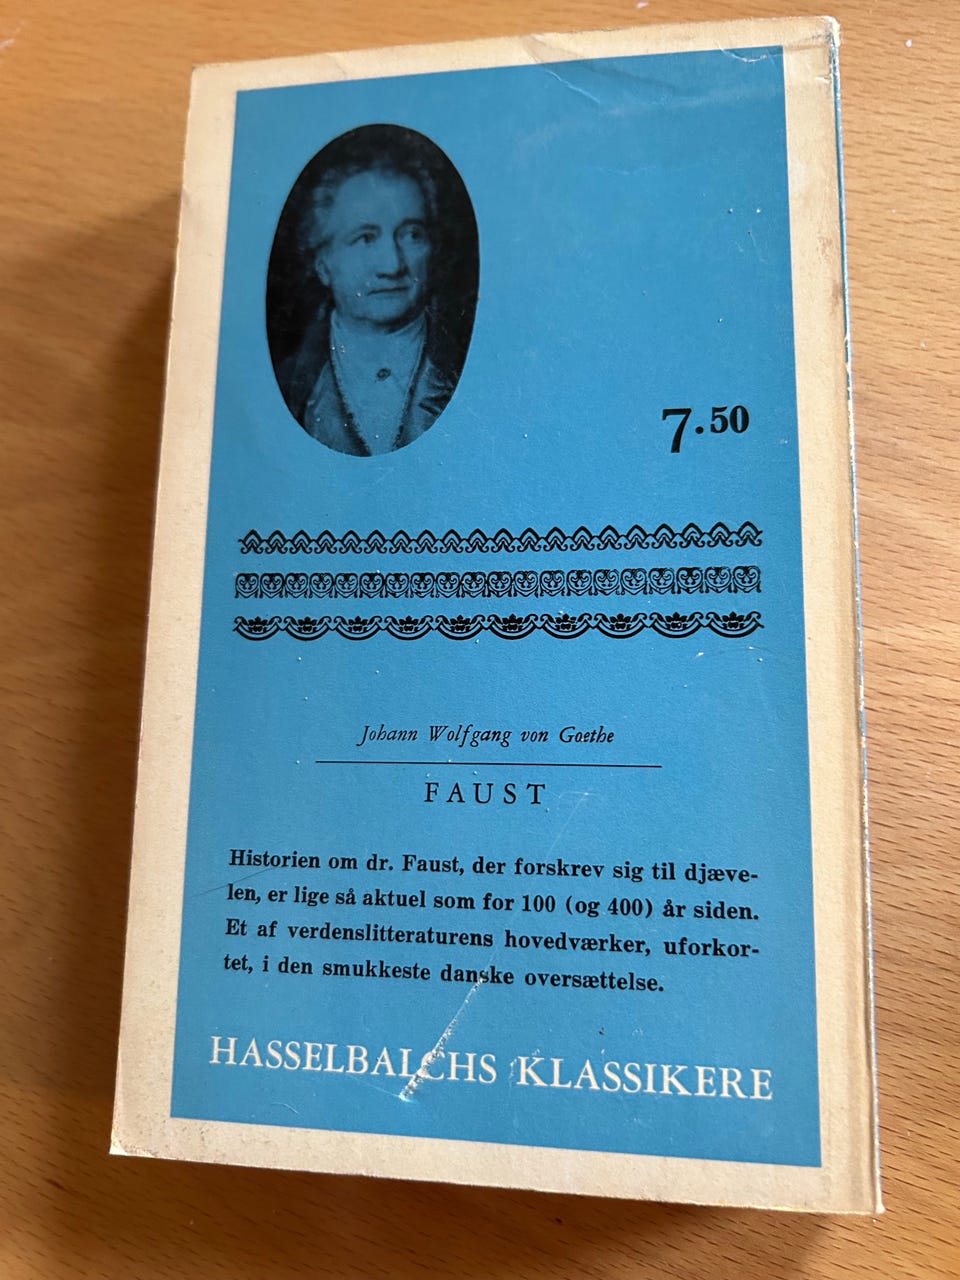 7.50
Johann Wolfgang von Goethe
FAUST
Historien om dr. Faust, der forskrev sig til djæve-
len, er lige så aktuel som for 100 (og 400) år siden.
Et af verdenslitteraturens hovedværker, uforkor-
tet, i den smukkeste danske oversættelse.
HASSELBALCHS KLASSIKERE